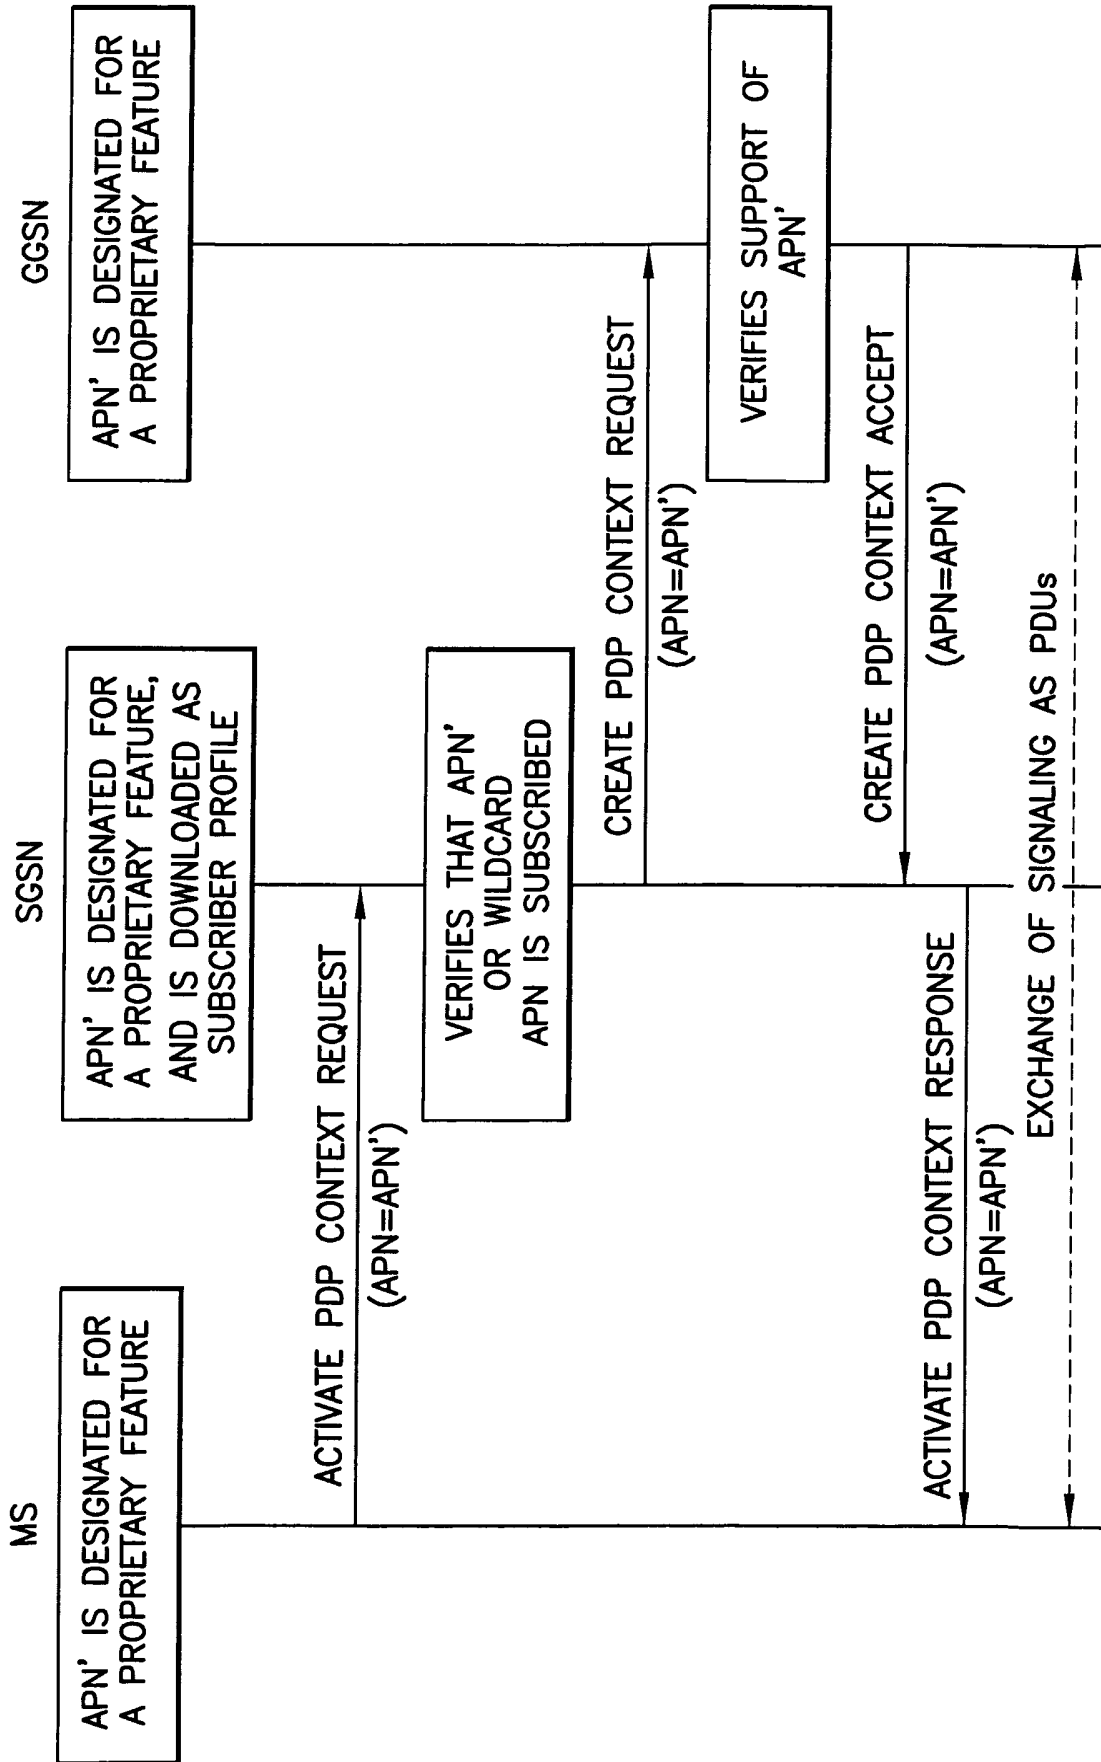 MS
SGSN
GGSN
APN' IS DESIGNATED FOR
A PROPRIETARY FEATURE
APN' IS DESIGNATED FOR
A PROPRIETARY FEATURE,
AND IS DOWNLOADED AS
SUBSCRIBER PROFILE
APN' IS DESIGNATED FOR
A PROPRIETARY FEATURE
ACTIVATE PDP CONTEXT REQUEST
(APN=APN')
VERIFIES THAT APN'
OR WILDCARD
APN IS SUBSCRIBED
CREATE PDP CONTEXT REQUEST
(APN=APN')
VERIFIES SUPPORT OF
APN'
CREATE PDP CONTEXT ACCEPT
(APN=APN')
ACTIVATE PDP CONTEXT RESPONSE
(APN=APN')
EXCHANGE OF SIGNALING AS PDUs